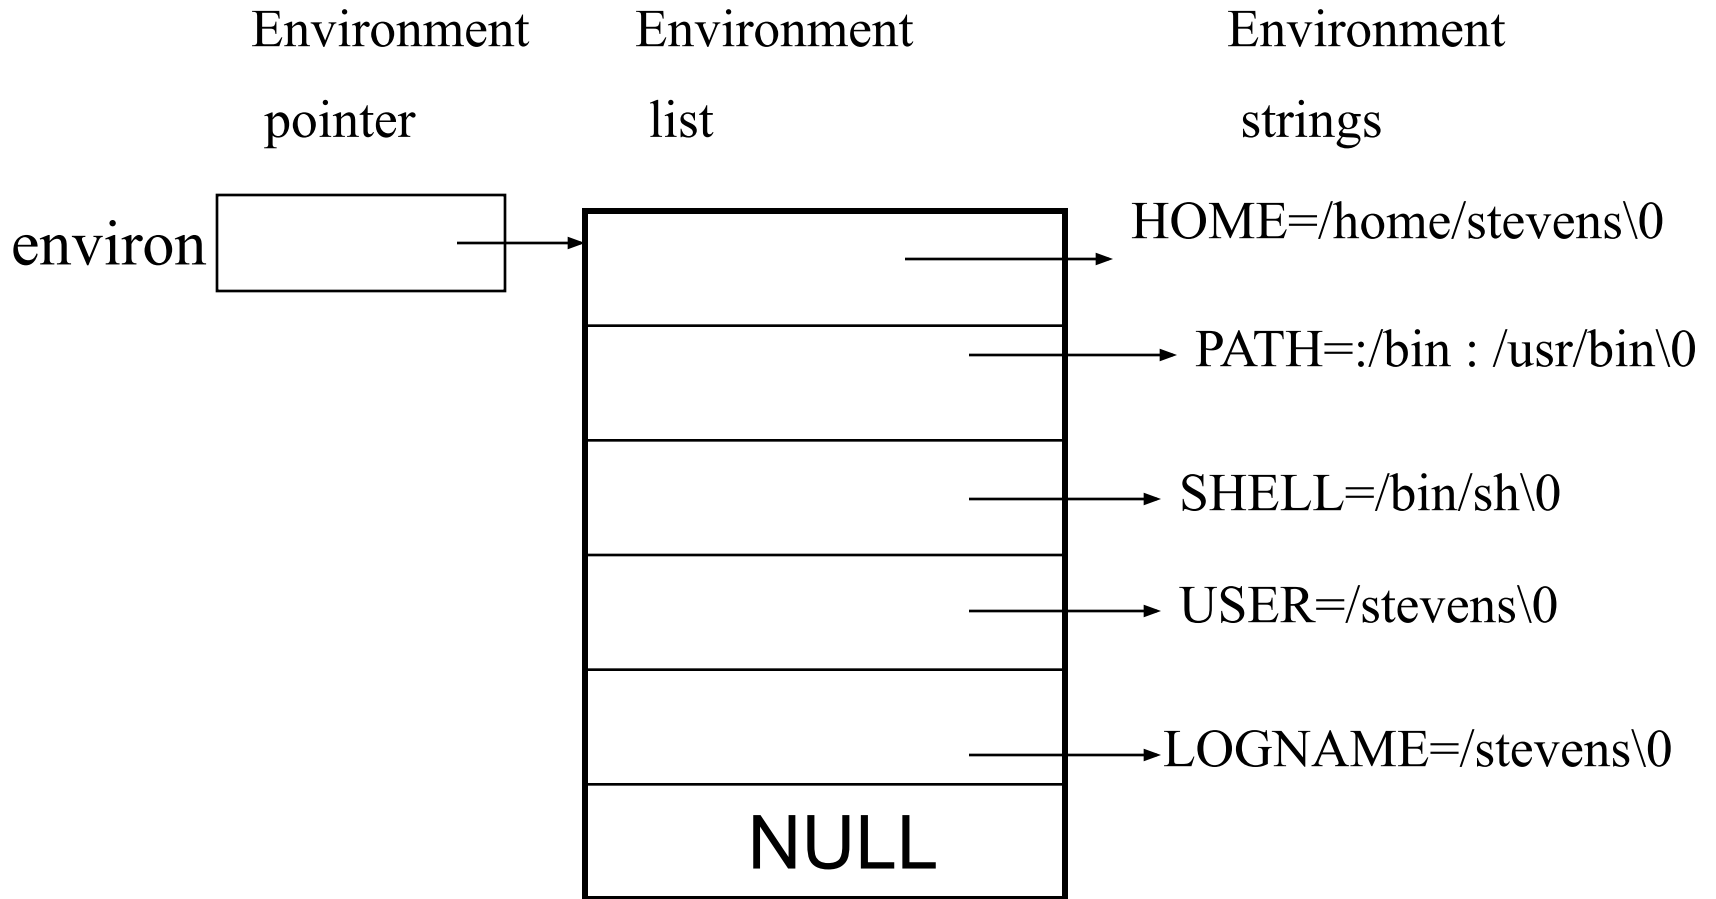 Environment
pointer
Environment
list
Environment
strings
environ
HOME=/home/stevens\0
PATH=:/bin : /usr/bin\0
SHELL=/bin/sh\0
USER=/stevens\0
LOGNAME=/stevens\0
NULL